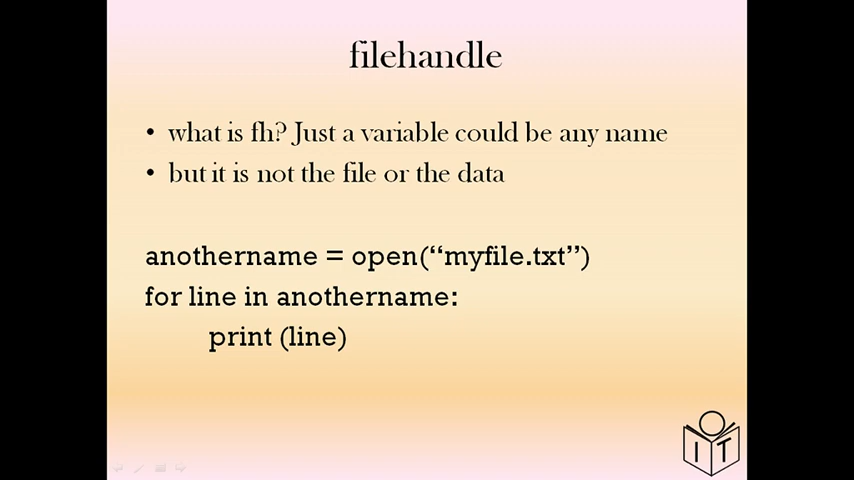 filehandle
• what is fh? Just a variable could be any name
• but it is not the file or the data
anothername = open(“myfile.txt”)
for line in anothername:
print (line)
I T